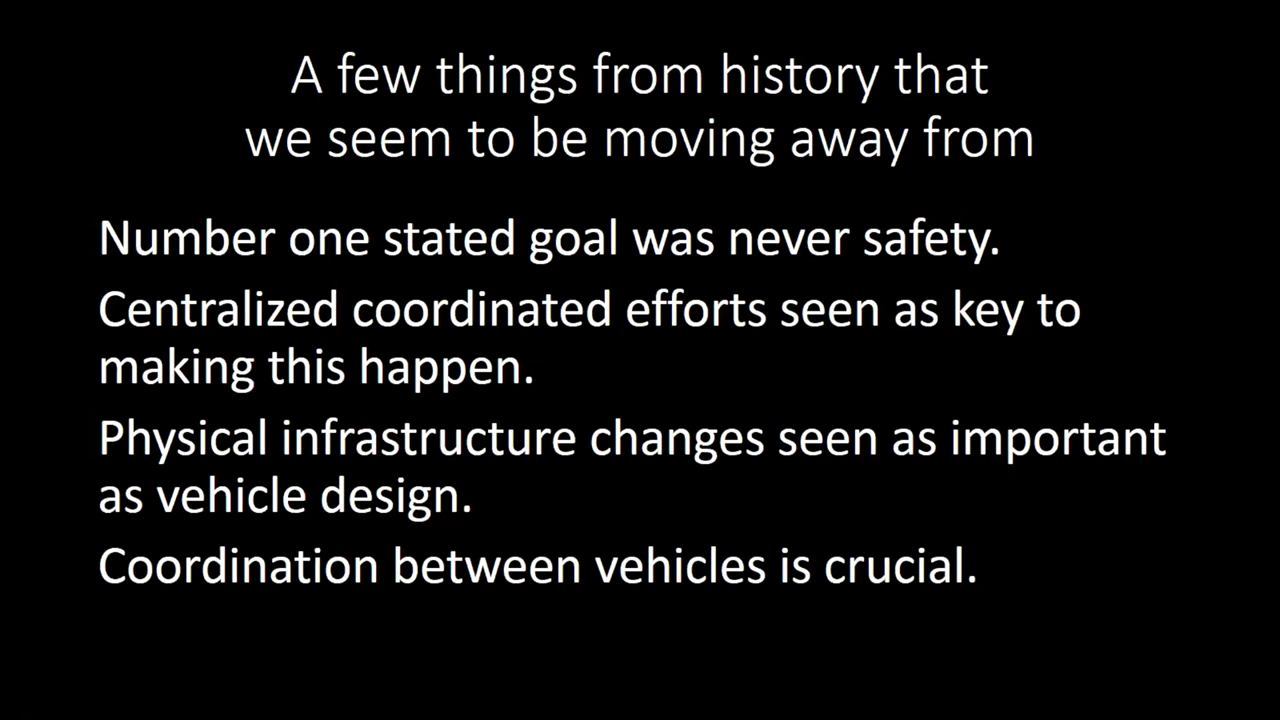 A few things from history that
we seem to be moving away from
Number one stated goal was never safety.
Centralized coordinated efforts seen as key to
making this happen.
Physical infrastructure changes seen as important
as vehicle design.
Coordination between vehicles is crucial.